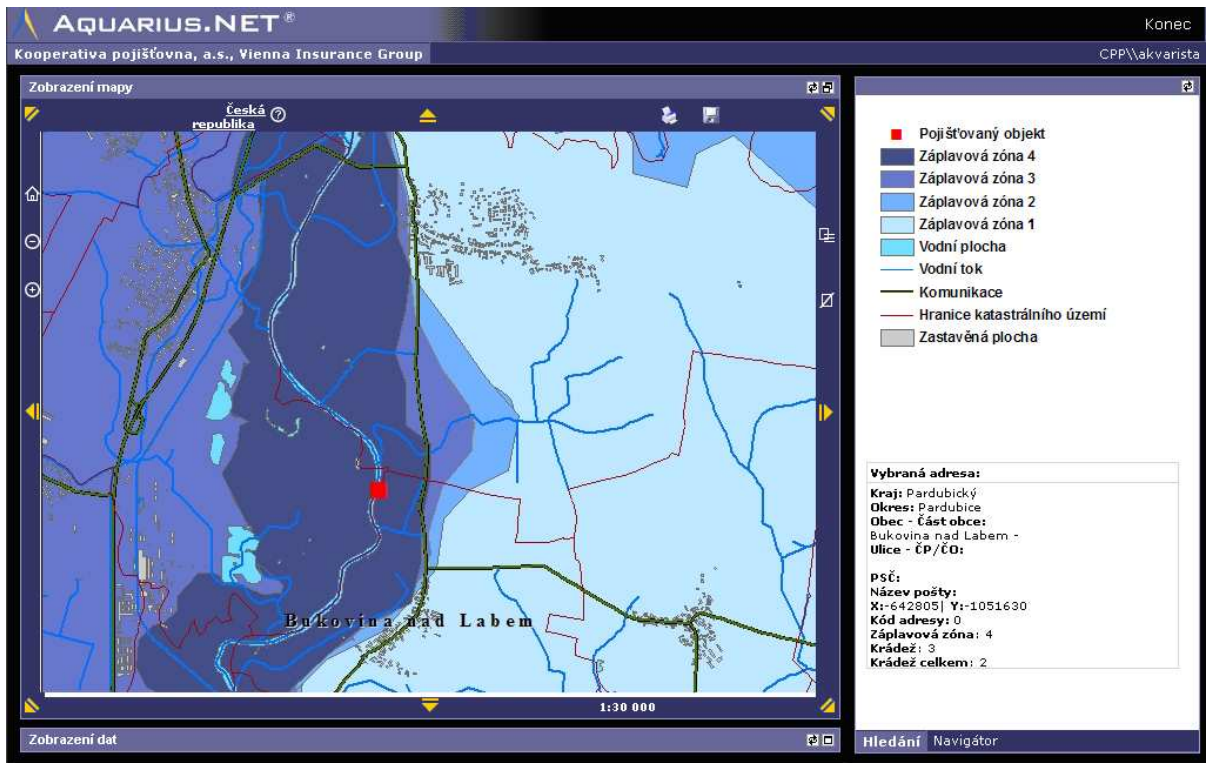 AQUARIUS.NET ®
Konec
Kooperativa pojišťovna, a.s., Vienna Insurance Group
CPP\\akvarista
Zobrazení mapy
Česká
republika
Bukovina nad Labem
1:30 000
Zobrazení dat
Pojišťovaný objekt
Záplavová zóna 4
Záplavová zóna 3
Záplavová zóna 2
Záplavová zóna 1
Vodní plocha
Vodní tok
Komunikace
Hranice katastrálního území
Zastavěná plocha
Vybraná adresa:
Kraj: Pardubický
Okres: Pardubice
Obec - Část obce:
Bukovina nad Labem -
Ulice - ČP/ČO:
PSČ:
Název pošty:
X:-642805| Y:-1051630
Kód adresy: 0
Záplavová zóna: 4
Krádež: 3
Krádež celkem: 2
Hledání Navigátor